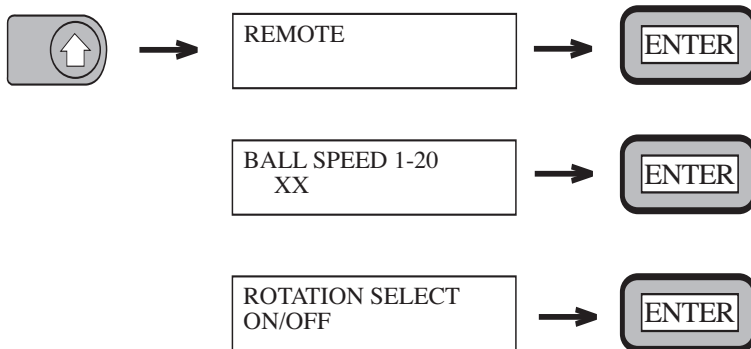 REMOTE
ENTER
BALL SPEED 1-20
XX
ENTER
ROTATION SELECT
ON/OFF
ENTER